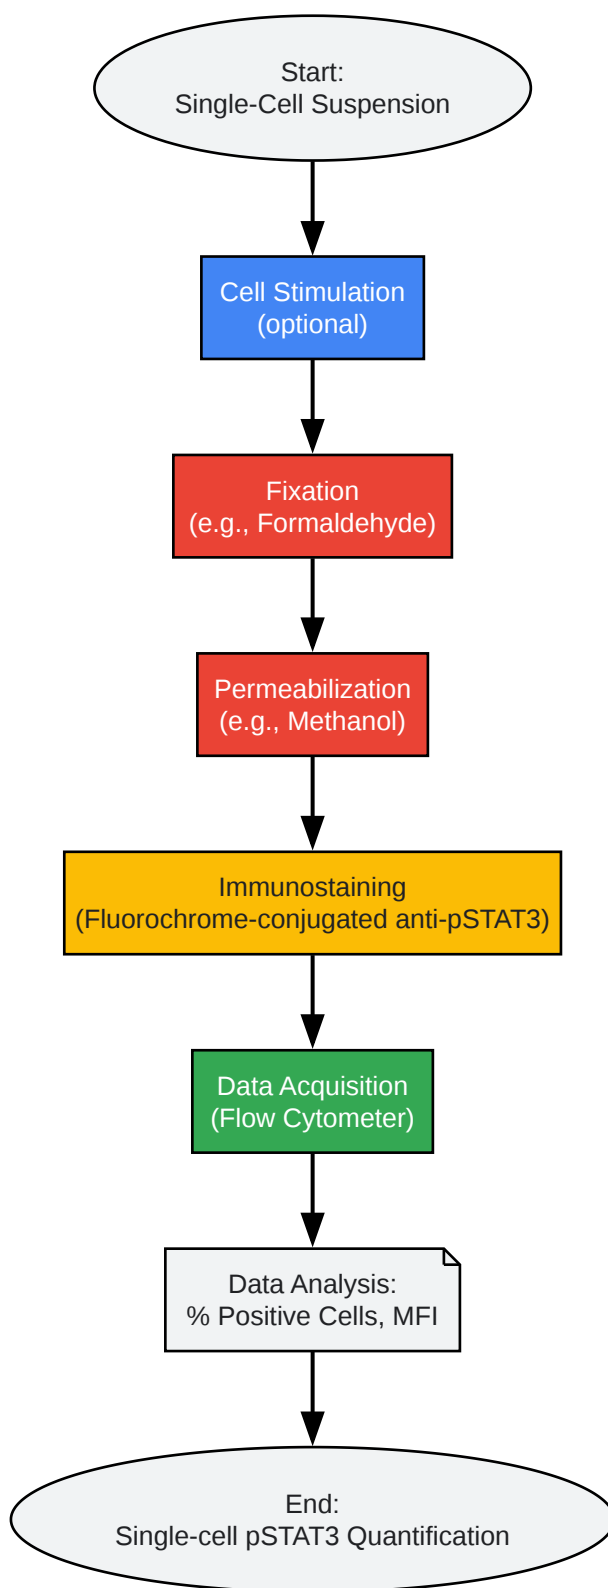 Start:
Single-Cell Suspension
Cell Stimulation
(optional)
Fixation
(e.g., Formaldehyde)
Permeabilization
(e.g., Methanol)
Immunostaining
(Fluorochrome-conjugated anti-pSTAT3)
Data Acquisition
(Flow Cytometer)
Data Analysis:
% Positive Cells, MFI
End:
Single-cell pSTAT3 Quantification